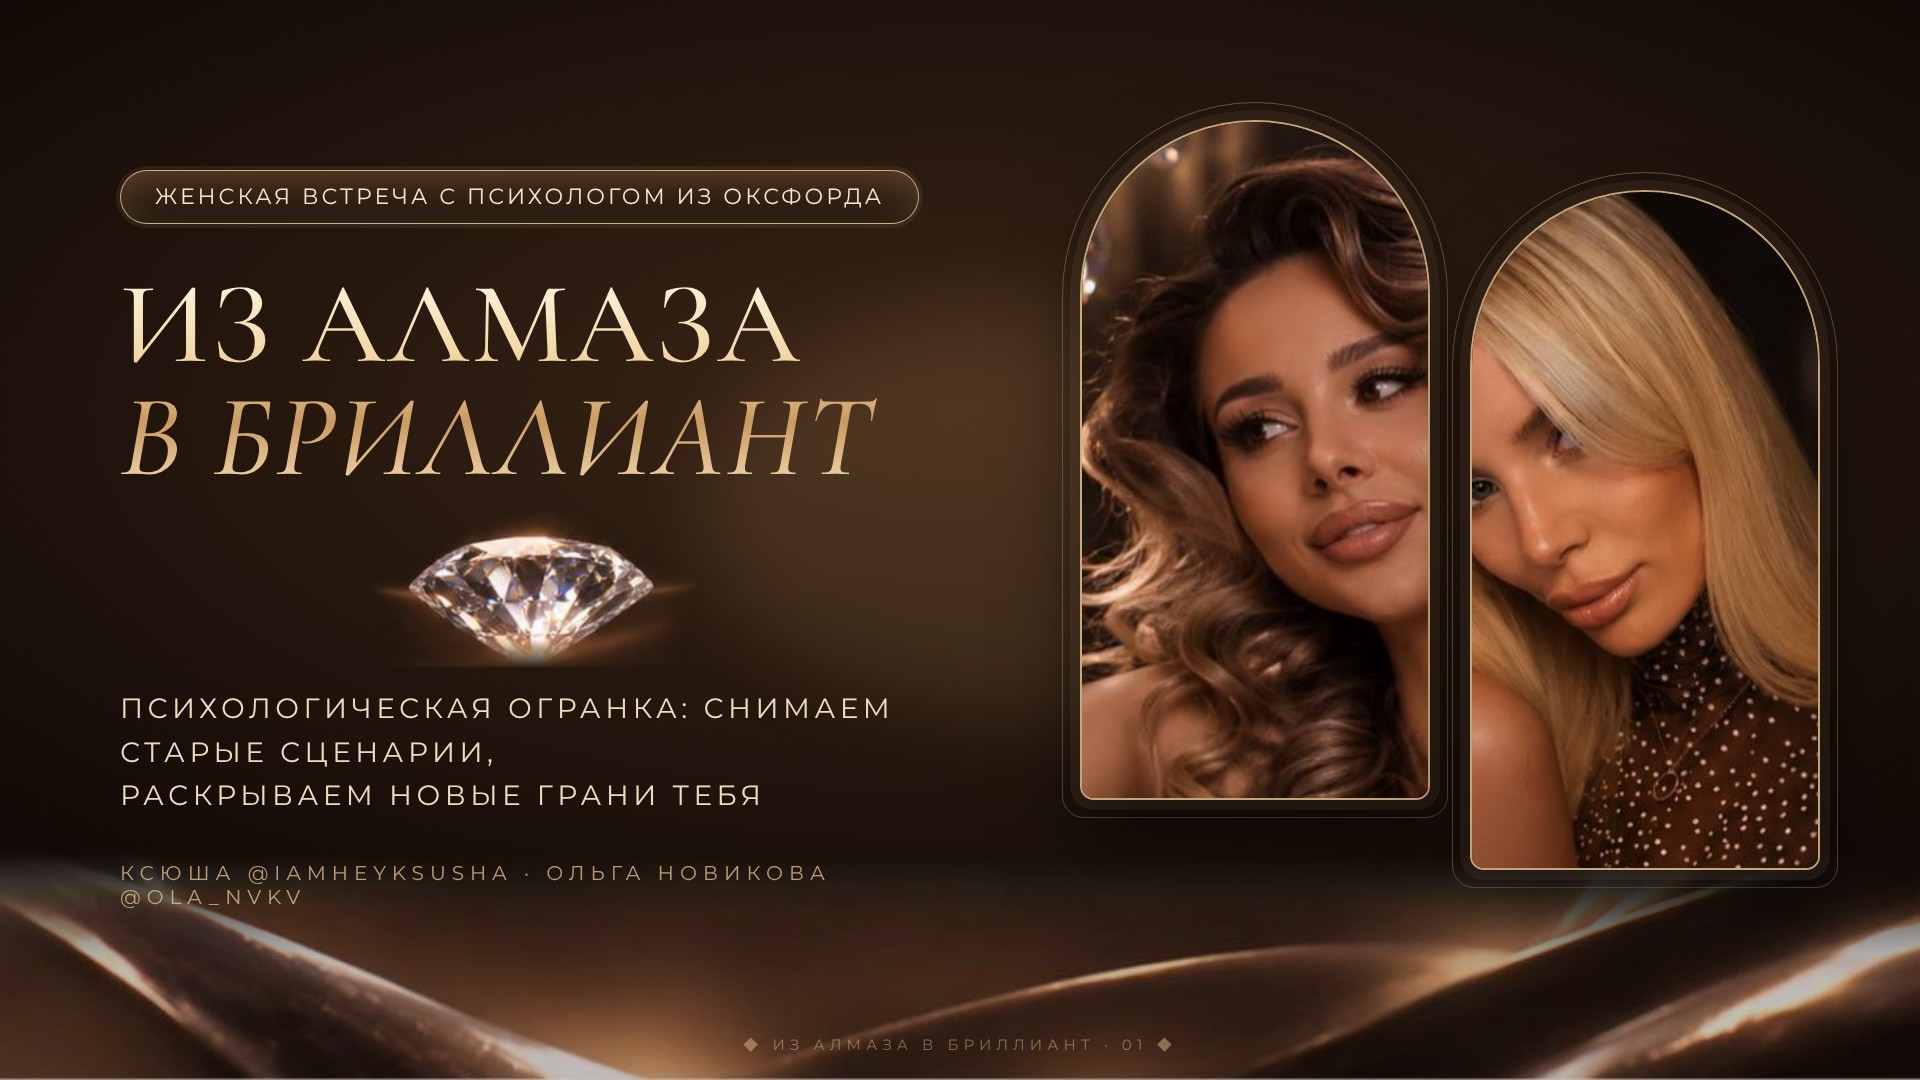 ЖЕНСКАЯ ВСТРЕЧА С ПСИХОЛОГОМ ИЗ ОКСФОРДА
ИЗ АЛМАЗА
В БРИЛЛИАНТ
ПСИХОЛОГИЧЕСКАЯ ОГРАНКА: СНИМАЕМ
СТАРЫЕ СЦЕНАРИИ,
РАСКРЫВАЕМ НОВЫЕ ГРАНИ ТЕБЯ
КСЮША @IAMHEYKSUSHA · ОЛЬГА НОВИКОВА
@OLA_NVKV
◆ ИЗ АЛМАЗА В БРИЛЛИАНТ · 01 ◆